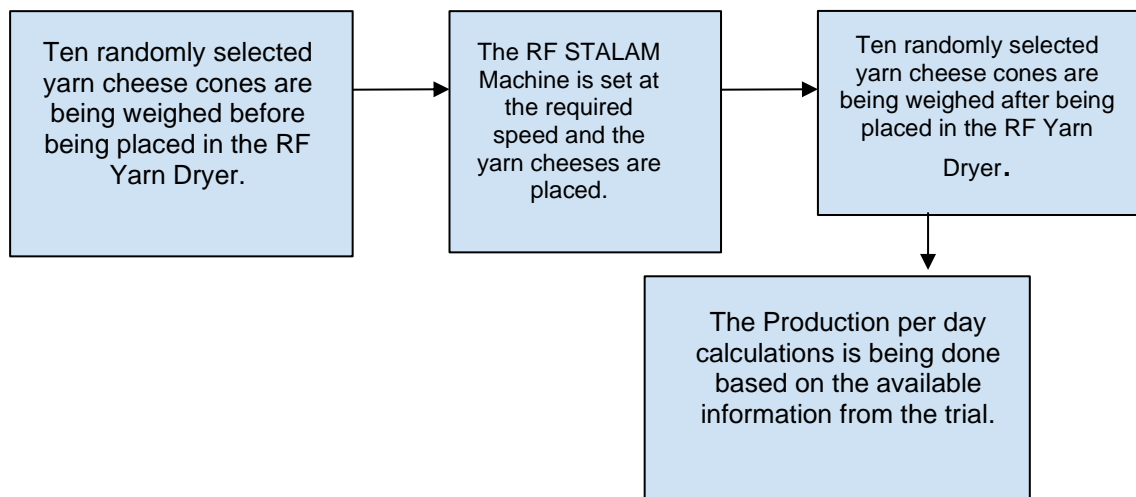 Ten randomly selected
yarn cheese cones are
being weighed before
being placed in the RF
Yarn Dryer.
The RF STALAM
Machine is set at
the required
speed and the
yarn cheeses are
placed.
Ten randomly selected
yarn cheese cones are
being weighed after being
placed in the RF Yarn
Dryer.
The Production per day
calculations is being done
based on the available
information from the trial.